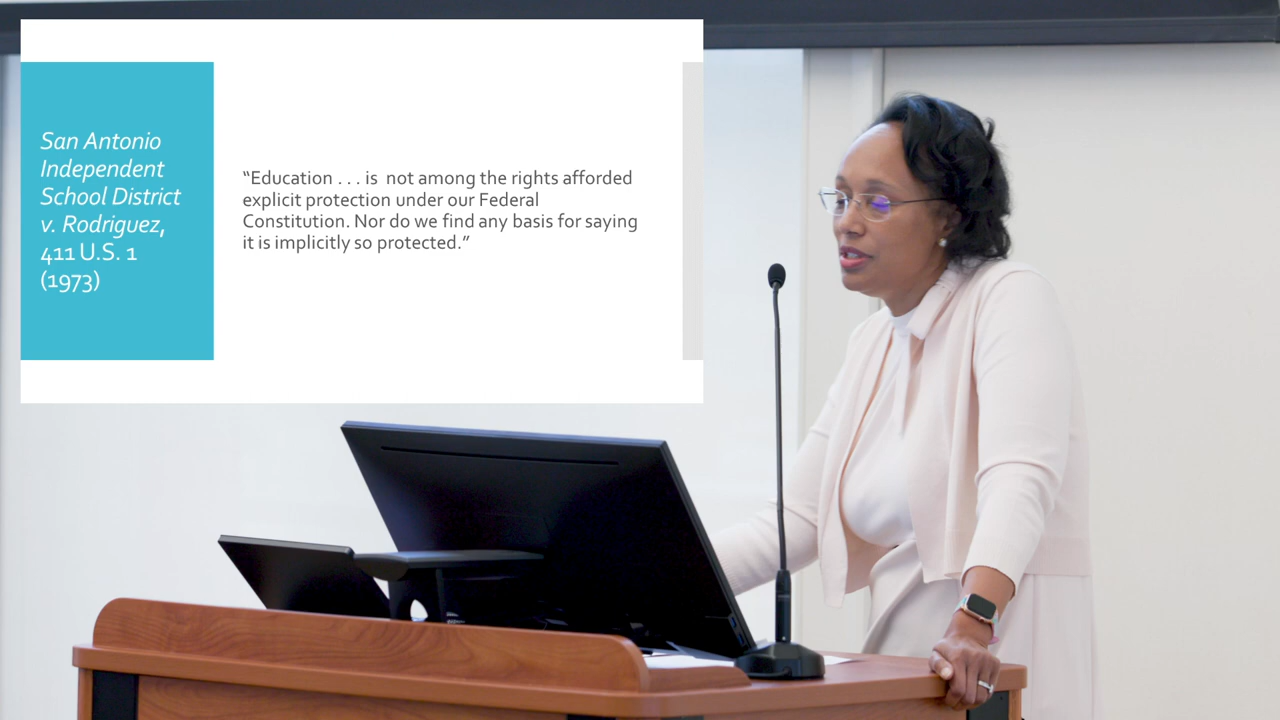 San Antonio
Independent
School District
v. Rodriguez,
411 U.S. 1
(1973)
“Education . . . is  not among the rights afforded
explicit protection under our Federal
Constitution. Nor do we find any basis for saying
it is implicitly so protected.”